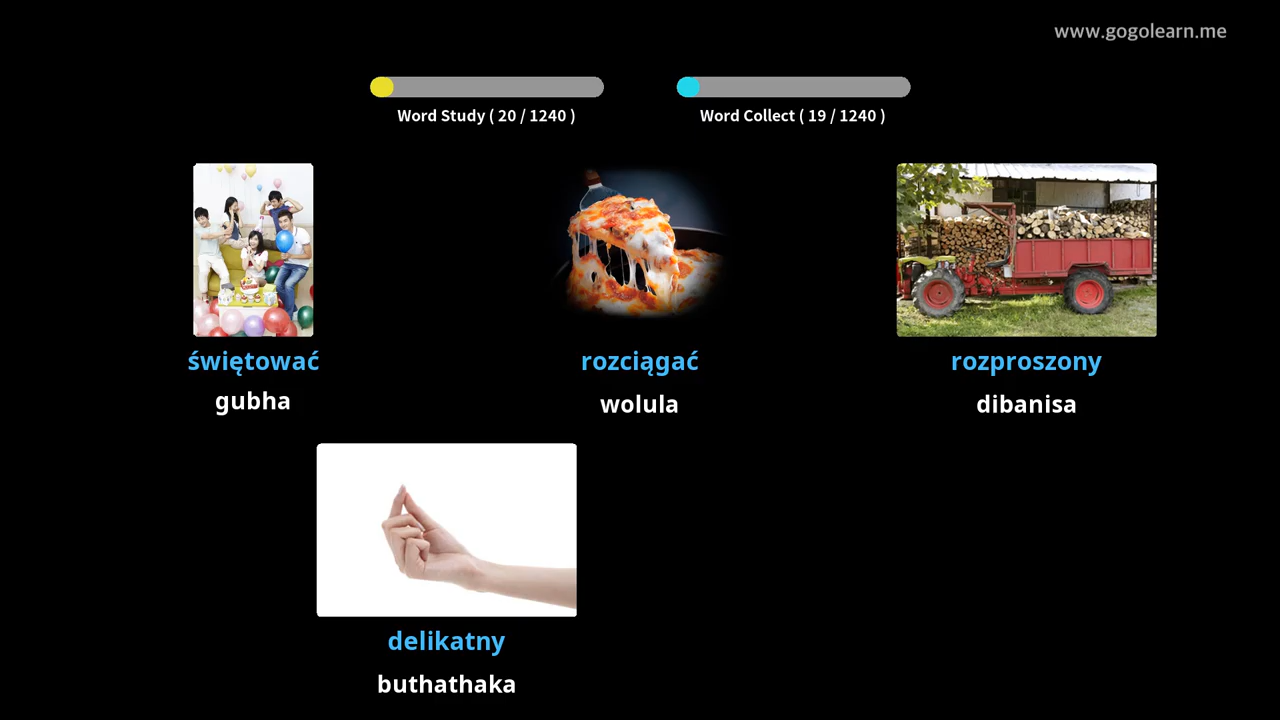 www.gogolearn.me
Word Study ( 20 / 1240 )
Word Collect ( 19 / 1240 )
świętować
gubha
rozciągać
wolula
rozproszony
dibanisa
delikatny
buthathaka